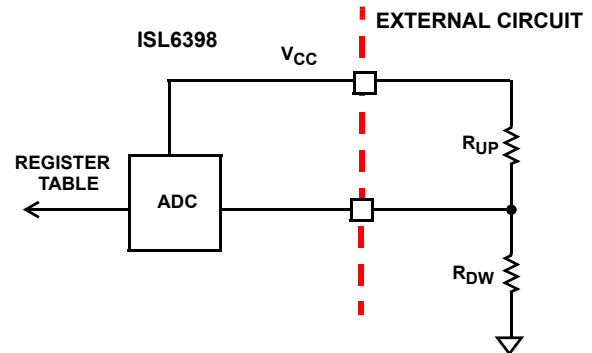 EXTERNAL CIRCUIT
ISL6398
VCC
RUP
REGISTER
TABLE
ADC
RDW